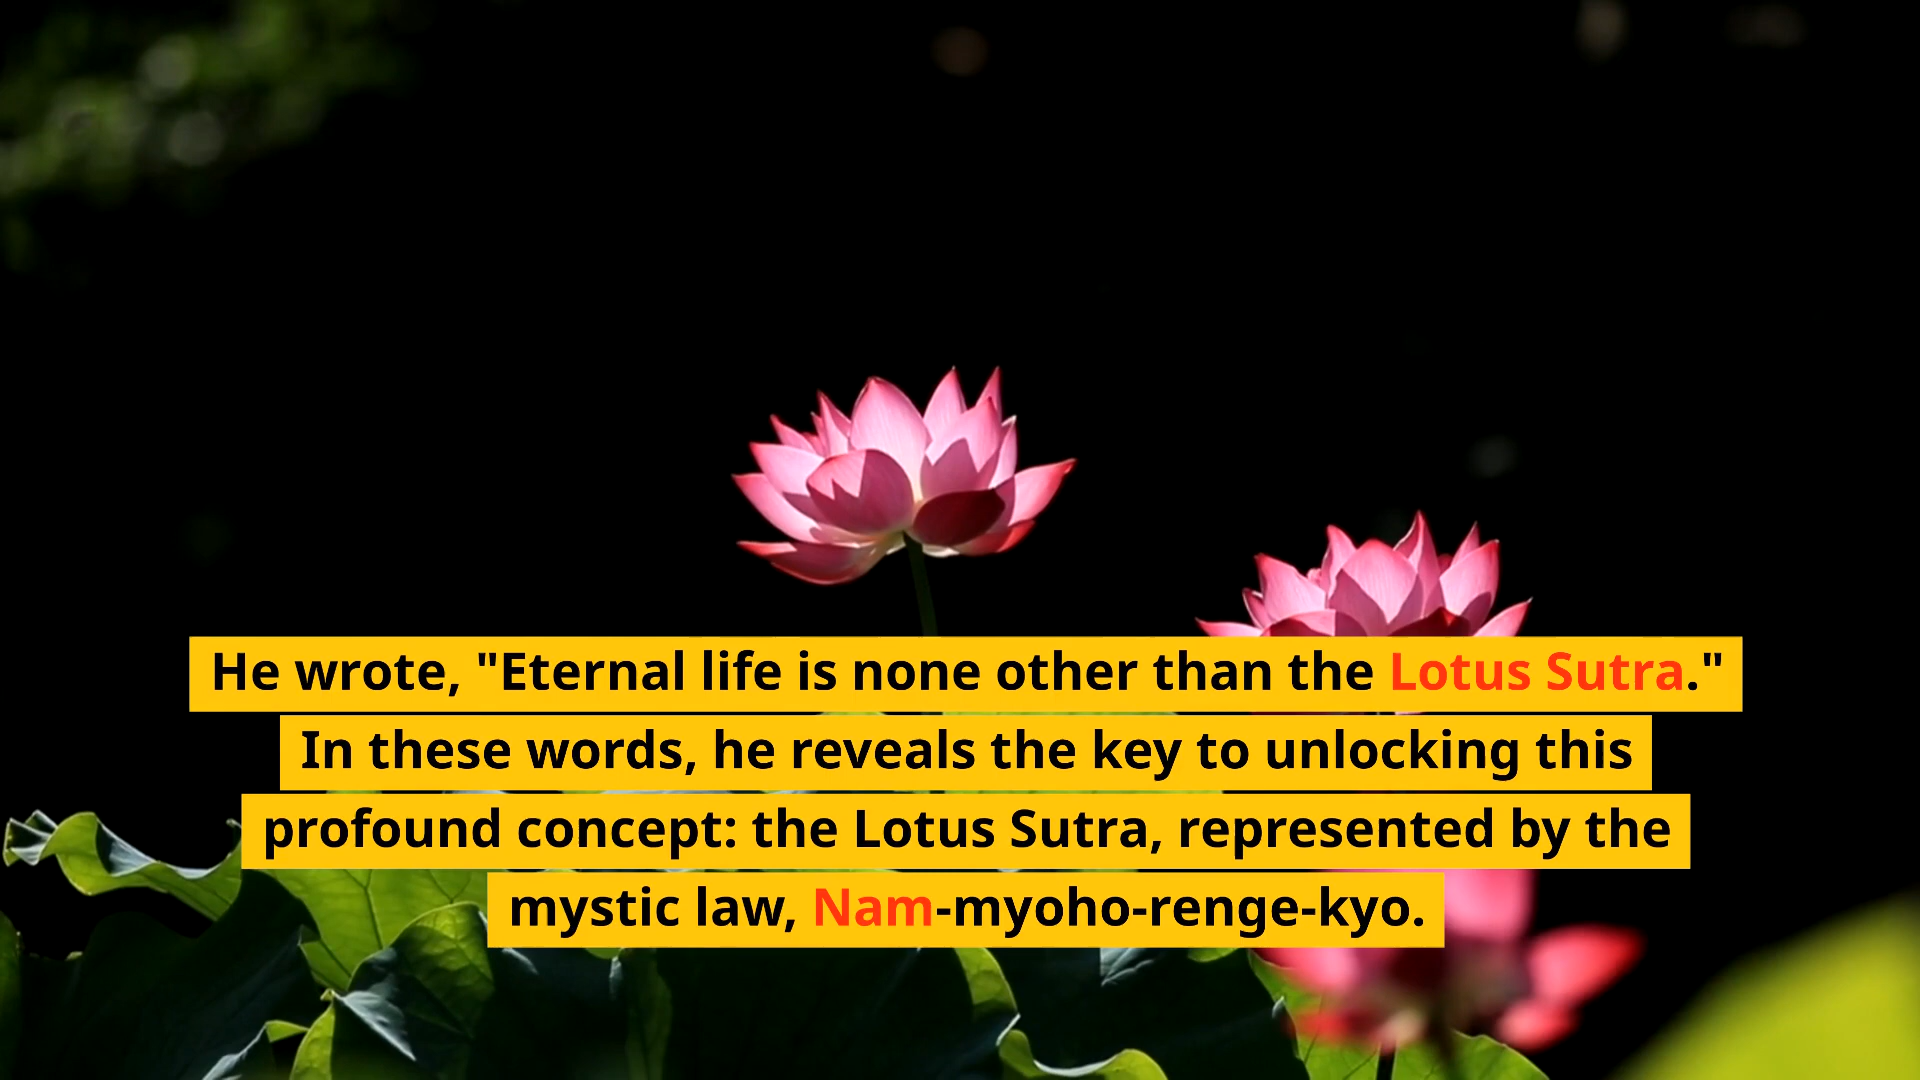 He wrote, "Eternal life is none other than the Lotus Sutra."
In these words, he reveals the key to unlocking this
profound concept: the Lotus Sutra, represented by the
mystic law, Nam-myoho-renge-kyo.